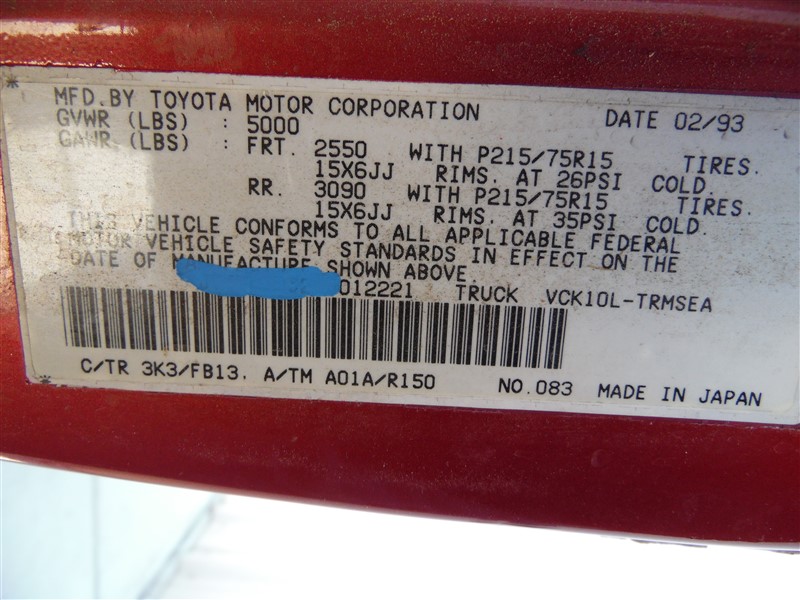 MFD.BY TOYOTA MOTOR CORPORATION DATE 02/93
GVWR (LBS) : 5000
GAWR (LBS) : FRT. 2550 WITH P215/75R15 TIRES.
15X6JJ RIMS. AT 26PSI COLD.
RR. 3090 WITH P215/75R15 TIRES.
15X6JJ RIMS. AT 35PSI COLD.
THIS VEHICLE CONFORMS TO ALL APPLICABLE FEDERAL
MOTOR VEHICLE SAFETY STANDARDS IN EFFECT ON THE
DATE OF MANUFACTURE SHOWN ABOVE.
012221 TRUCK VCK10L-TRMSEA
C/TR 3K3/FB13. A/TM A01A/R150 NO.083 MADE IN JAPAN